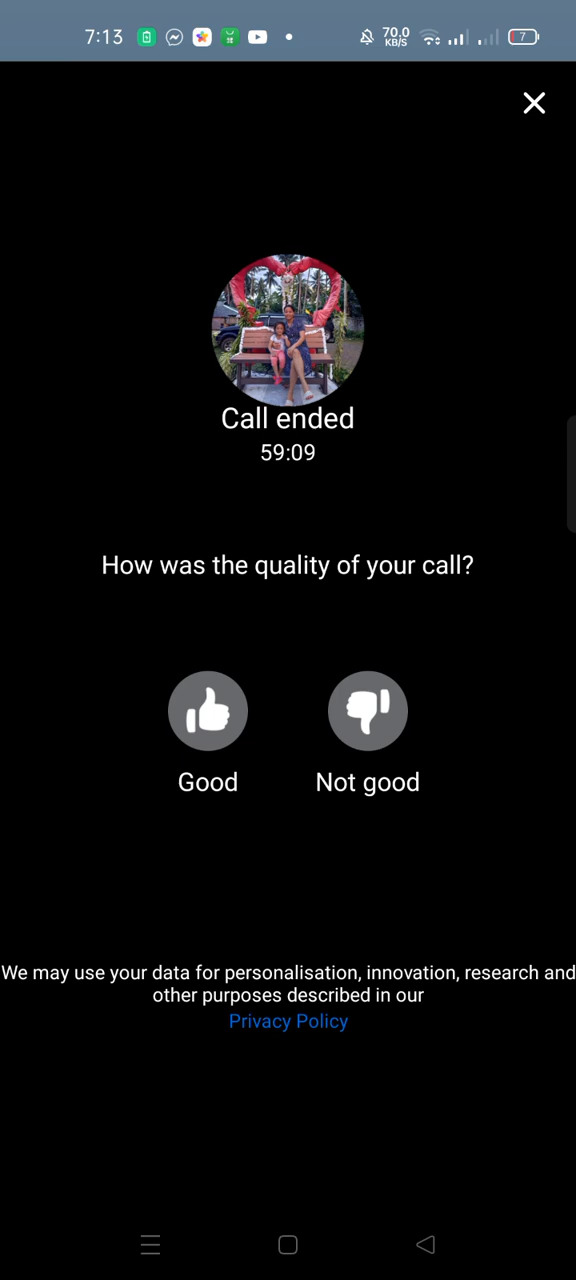 7:13
70.0
KB/S
7
Call ended
59:09
How was the quality of your call?
Good
Not good
We may use your data for personalisation, innovation, research and
other purposes described in our
Privacy Policy